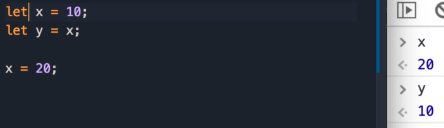 let x = 10;
let y = x;
x = 20;
> x
<· 20
> y
<· 10